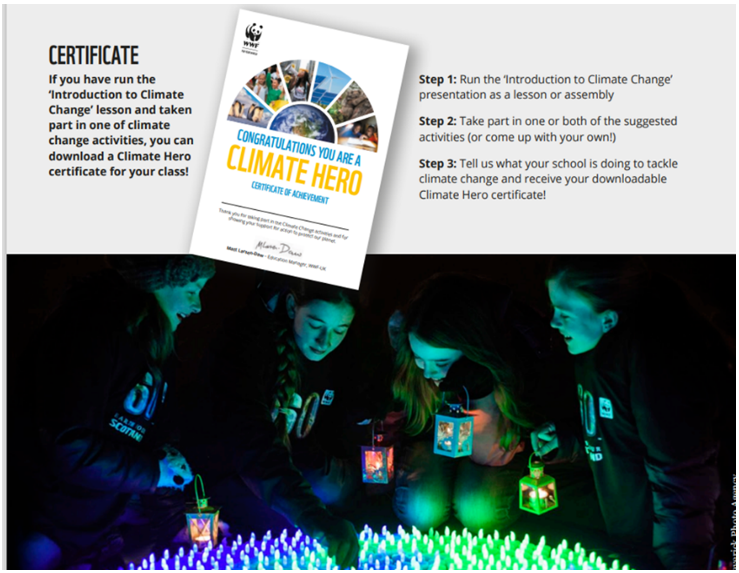 CERTIFICATE
If you have run the
‘Introduction to Climate
Change’ lesson and taken
part in one of climate
change activities, you can
download a Climate Hero
certificate for your class!
WWF
CONGRATULATIONS YOU ARE A
CLIMATE HERO
CERTIFICATE OF ACHIEVEMENT
Thank you for taking part in our Climate Change activities and for
showing your support for action to protect our planet.
Matt Larsen-Daw - Education Manager, WWF-UK
Step 1: Run the ‘Introduction to Climate Change’
presentation as a lesson or assembly
Step 2: Take part in one or both of the suggested
activities (or come up with your own!)
Step 3: Tell us what your school is doing to tackle
climate change and receive your downloadable
Climate Hero certificate!
60
SCOTLAND
60
60
Photo Agency